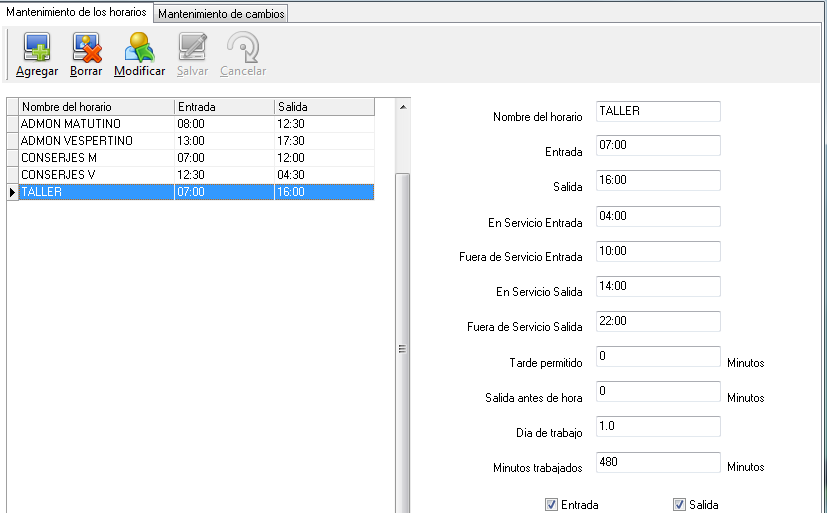 Mantenimiento de los horarios Mantenimiento de cambios
Agregar Borrar Modificar Salvar Cancelar
Nombre del horario Entrada Salida
ADMON MATUTINO 08:00 12:30
ADMON VESPERTINO 13:00 17:30
CONSERJES M 07:00 12:00
CONSERJES V 12:30 04:30
TALLER 07:00 16:00
Nombre del horario TALLER
Entrada 07:00
Salida 16:00
En Servicio Entrada 04:00
Fuera de Servicio Entrada 10:00
En Servicio Salida 14:00
Fuera de Servicio Salida 22:00
Tarde permitido 0 Minutos
Salida antes de hora 0 Minutos
Dia de trabajo 1.0
Minutos trabajados 480 Minutos
Entrada Salida